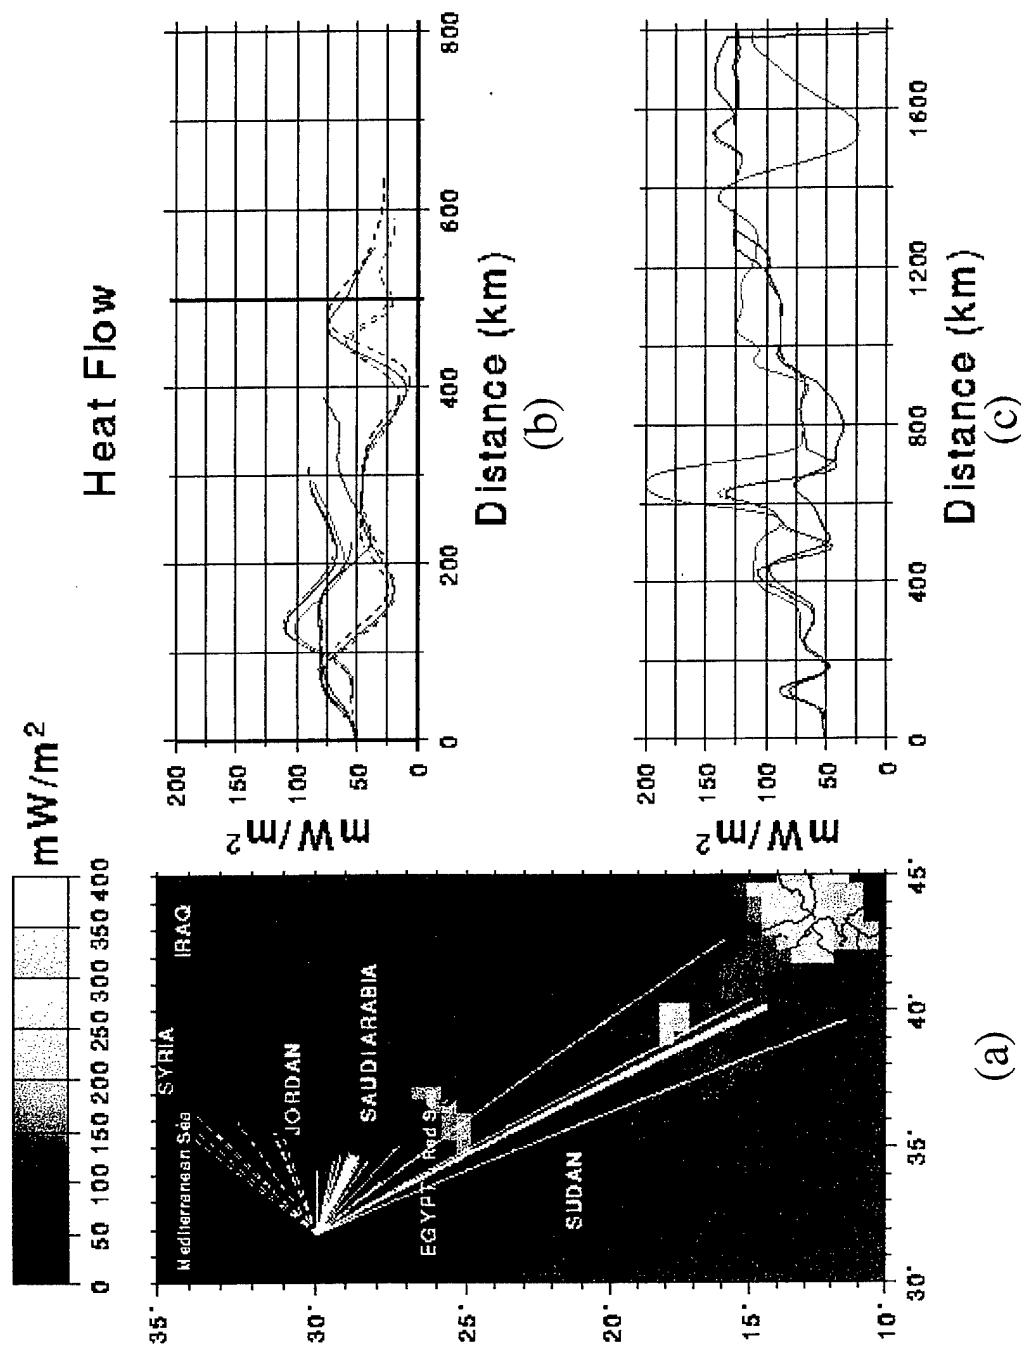 mW/m2
0 50 100 150 200 250 300 350 400
Heat Flow
35°
30°
25°
20°
15°
10°
30° 35° 40° 45°
Mediterranean Sea
SYRIA
IRAQ
JORDAN
SAUDI ARABIA
EGYPT
Red Sea
SUDAN
(a)
mW/m2
200
150
100
50
0
0 200 400 600 800
Distance (km)
(b)
mW/m2
200
150
100
50
0
0 400 800 1200 1600
Distance (km)
(c)